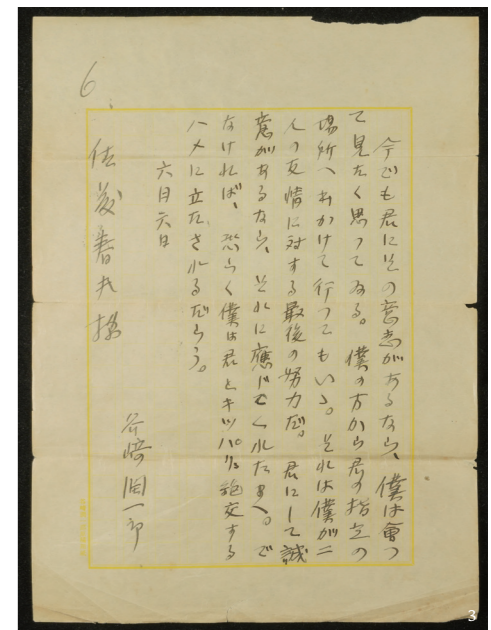 6
今でも君にその意志があるなら、僕は會つ
て見たく思つてゐる。僕の方から君の指定の
場所へ出かけて行つてもいゝ。それは僕が二
人の友情に対する最後の努力だ。君にして誠
意があるなら、それに應じてくれたまへ。で
なければ、恐らく僕は君とキッパリ絶交する
ハメに立たされるだらう。
六月六日
谷崎潤一郎
佐藤春夫様
3